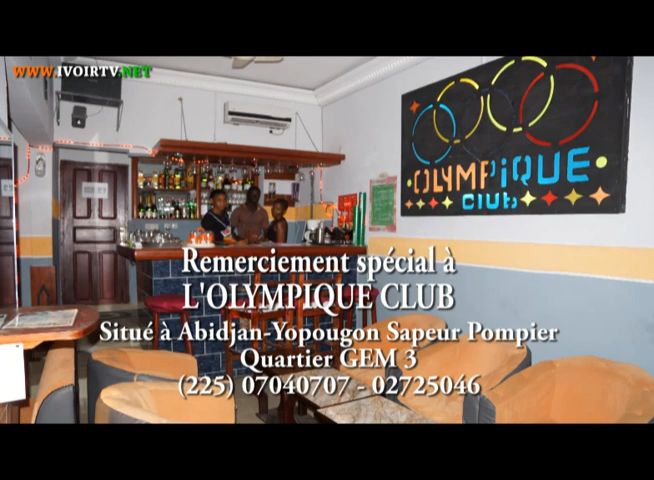 WWW.IVOIRTV.NET
OLYMPiQUE
CLUb
Remerciement spécial à
L'OLYMPIQUE CLUB
Situé à Abidjan-Yopougon Sapeur Pompier
Quartier GEM 3
(225) 07040707 - 02725046